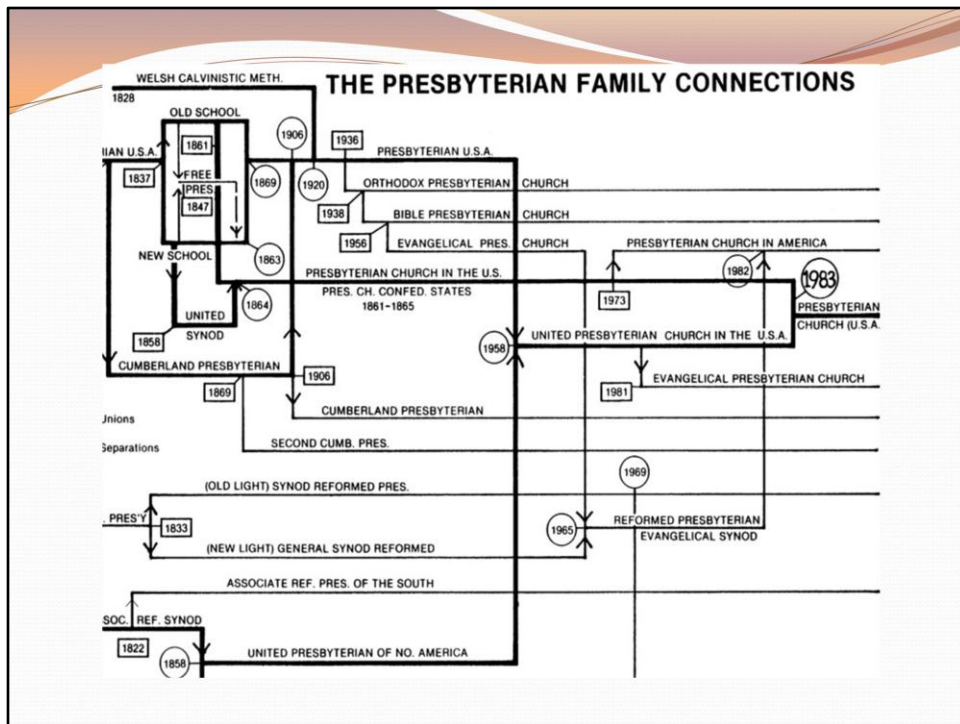 THE PRESBYTERIAN FAMILY CONNECTIONS
WELSH CALVINISTIC METH.
1828
OLD SCHOOL
1906
1936
1861
IAN U.S.A.
PRESBYTERIAN U.S.A.
1837
FREE
PRES.
1847
1869
1920
ORTHODOX PRESBYTERIAN CHURCH
1938
BIBLE PRESBYTERIAN CHURCH
1956
EVANGELICAL PRES. CHURCH
PRESBYTERIAN CHURCH IN AMERICA
NEW SCHOOL
1863
1982
1983
PRESBYTERIAN CHURCH IN THE U.S.
PRES. CH. CONFED. STATES
1861-1865
1864
1973
PRESBYTERIAN
CHURCH (U.S.A.
UNITED
SYNOD
1858
1958
UNITED PRESBYTERIAN CHURCH IN THE U.S.A.
CUMBERLAND PRESBYTERIAN
1906
1869
1981
EVANGELICAL PRESBYTERIAN CHURCH
CUMBERLAND PRESBYTERIAN
Unions
Separations
SECOND CUMB. PRES.
1969
(OLD LIGHT) SYNOD REFORMED PRES.
. PRES'Y
1833
1965
REFORMED PRESBYTERIAN
EVANGELICAL SYNOD
(NEW LIGHT) GENERAL SYNOD REFORMED
ASSOCIATE REF. PRES. OF THE SOUTH
SOC. REF. SYNOD
1822
1858
UNITED PRESBYTERIAN OF NO. AMERICA